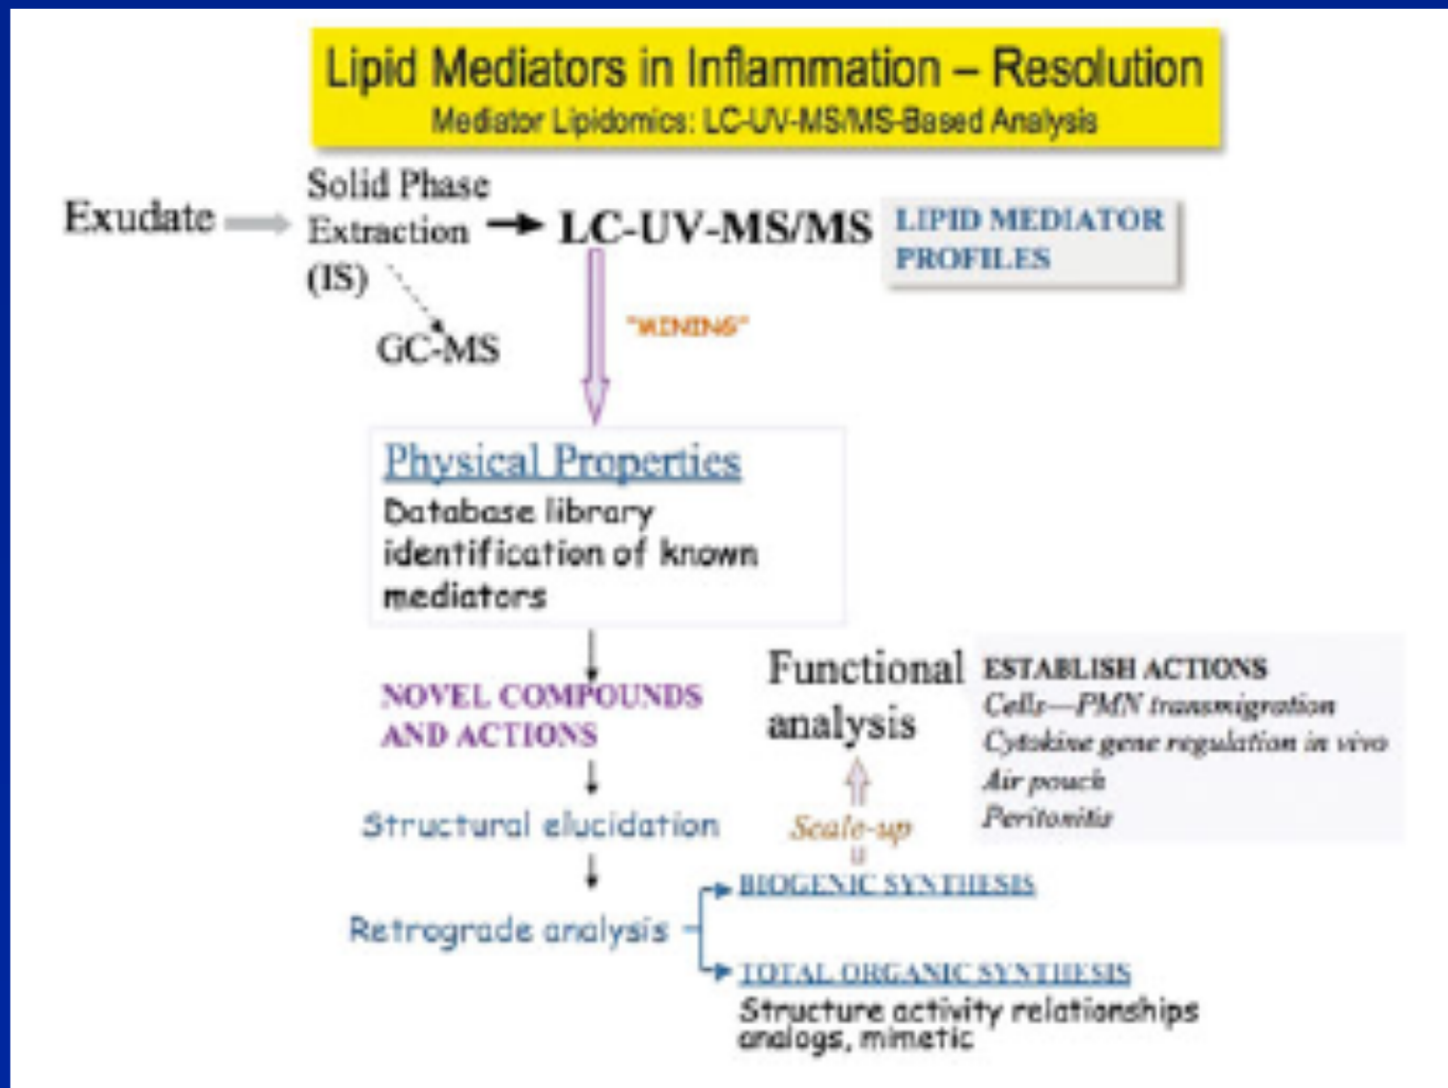 Lipid Mediators in Inflammation – Resolution
Mediator Lipidomics: LC-UV-MS/MS-Based Analysis
Exudate
Solid Phase
Extraction
(IS)
LC-UV-MS/MS
LIPID MEDIATOR
PROFILES
GC-MS
"MINING"
Physical Properties
Database library
identification of known
mediators
NOVEL COMPOUNDS
AND ACTIONS
Structural elucidation
Retrograde analysis
Functional
analysis
ESTABLISH ACTIONS
Cells—PMN transmigration
Cytokine gene regulation in vivo
Air pouch
Peritonitis
Scale-up
BIOGENIC SYNTHESIS
TOTAL ORGANIC SYNTHESIS
Structure activity relationships
analogs, mimetic